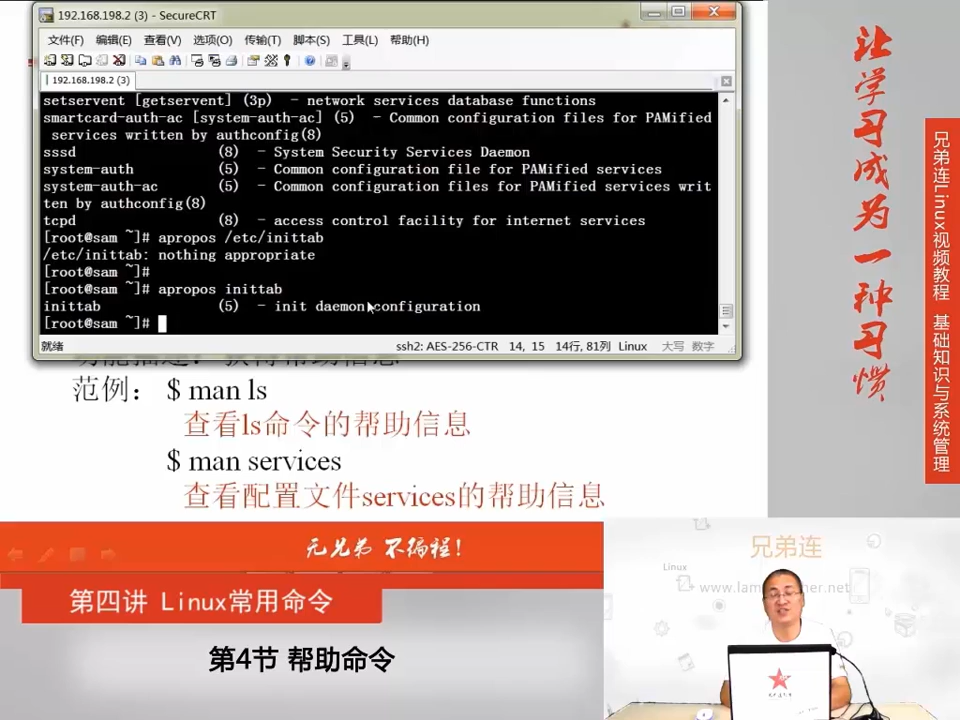 192.168.198.2 (3) - SecureCRT
文件(F) 编辑(E) 查看(V) 选项(O) 传输(T) 脚本(S) 工具(L) 帮助(H)
192.168.198.2 (3)
setservent [getservent] (3p) - network services database functions
smartcard-auth-ac [system-auth-ac] (5) - Common configuration files for PAMified
services written by authconfig(8)
sssd (8) - System Security Services Daemon
system-auth (5) - Common configuration file for PAMified services
system-auth-ac (5) - Common configuration files for PAMified services writ
ten by authconfig(8)
tcpd (8) - access control facility for internet services
[root@sam ~]# apropos /etc/inittab
/etc/inittab: nothing appropriate
[root@sam ~]#
[root@sam ~]# apropos inittab
inittab (5) - init daemon configuration
[root@sam ~]#
就绪 ssh2: AES-256-CTR 14, 15 14行, 81列 Linux 大写 数字
功能描述：获得帮助信息
范例： $ man ls
查看ls命令的帮助信息
$ man services
查看配置文件services的帮助信息
让学习成为一种习惯
兄弟连Linux视频教程 基础知识与系统管理
无兄弟 不编程!
第四讲 Linux常用命令
第4节 帮助命令
兄弟连
Linux